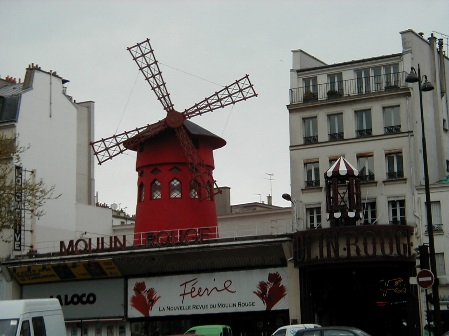 MOULIN ROUGE
MOULIN ROUGE
LOCO
Féerie
LA NOUVELLE REVUE DU MOULIN ROUGE